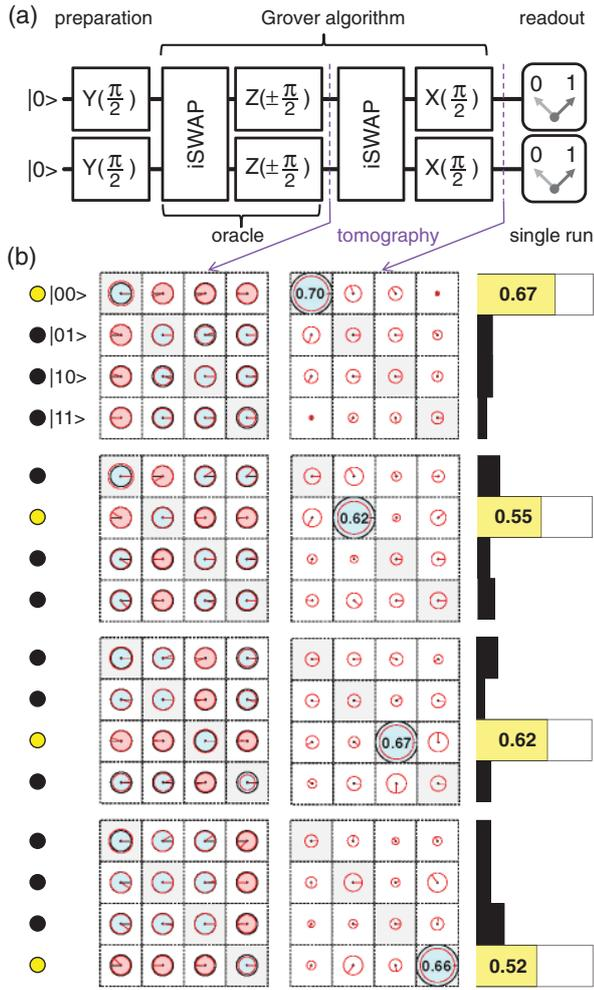 (a) preparation Grover algorithm readout
|0> Y(π/2) iSWAP Z(±π/2) iSWAP X(π/2) 0 1
|0> Y(π/2) Z(±π/2) X(π/2) 0 1
oracle tomography single run
(b)
|00> 0.70 0.67
|01>
|10>
|11>
0.62 0.55
0.67 0.62
0.66 0.52